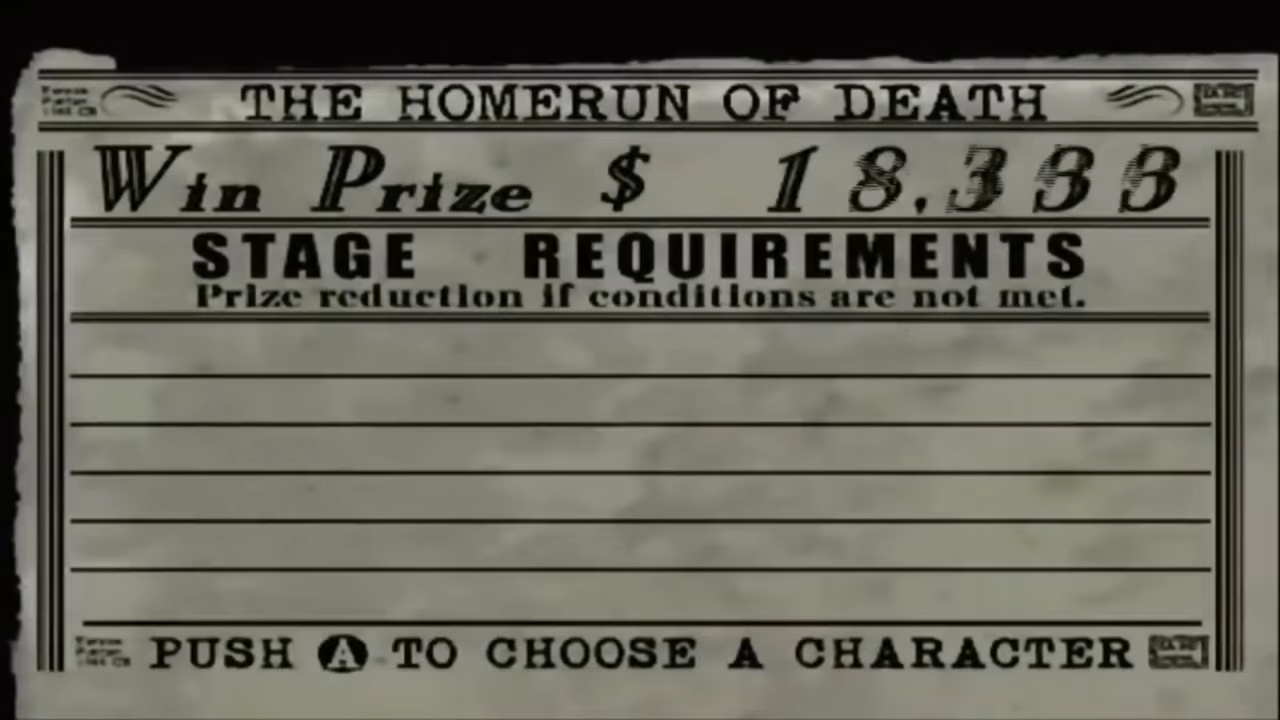 THE HOMERUN OF DEATH
Win Prize $ 18,333
STAGE REQUIREMENTS
Prize reduction if conditions are not met.
PUSH A TO CHOOSE A CHARACTER